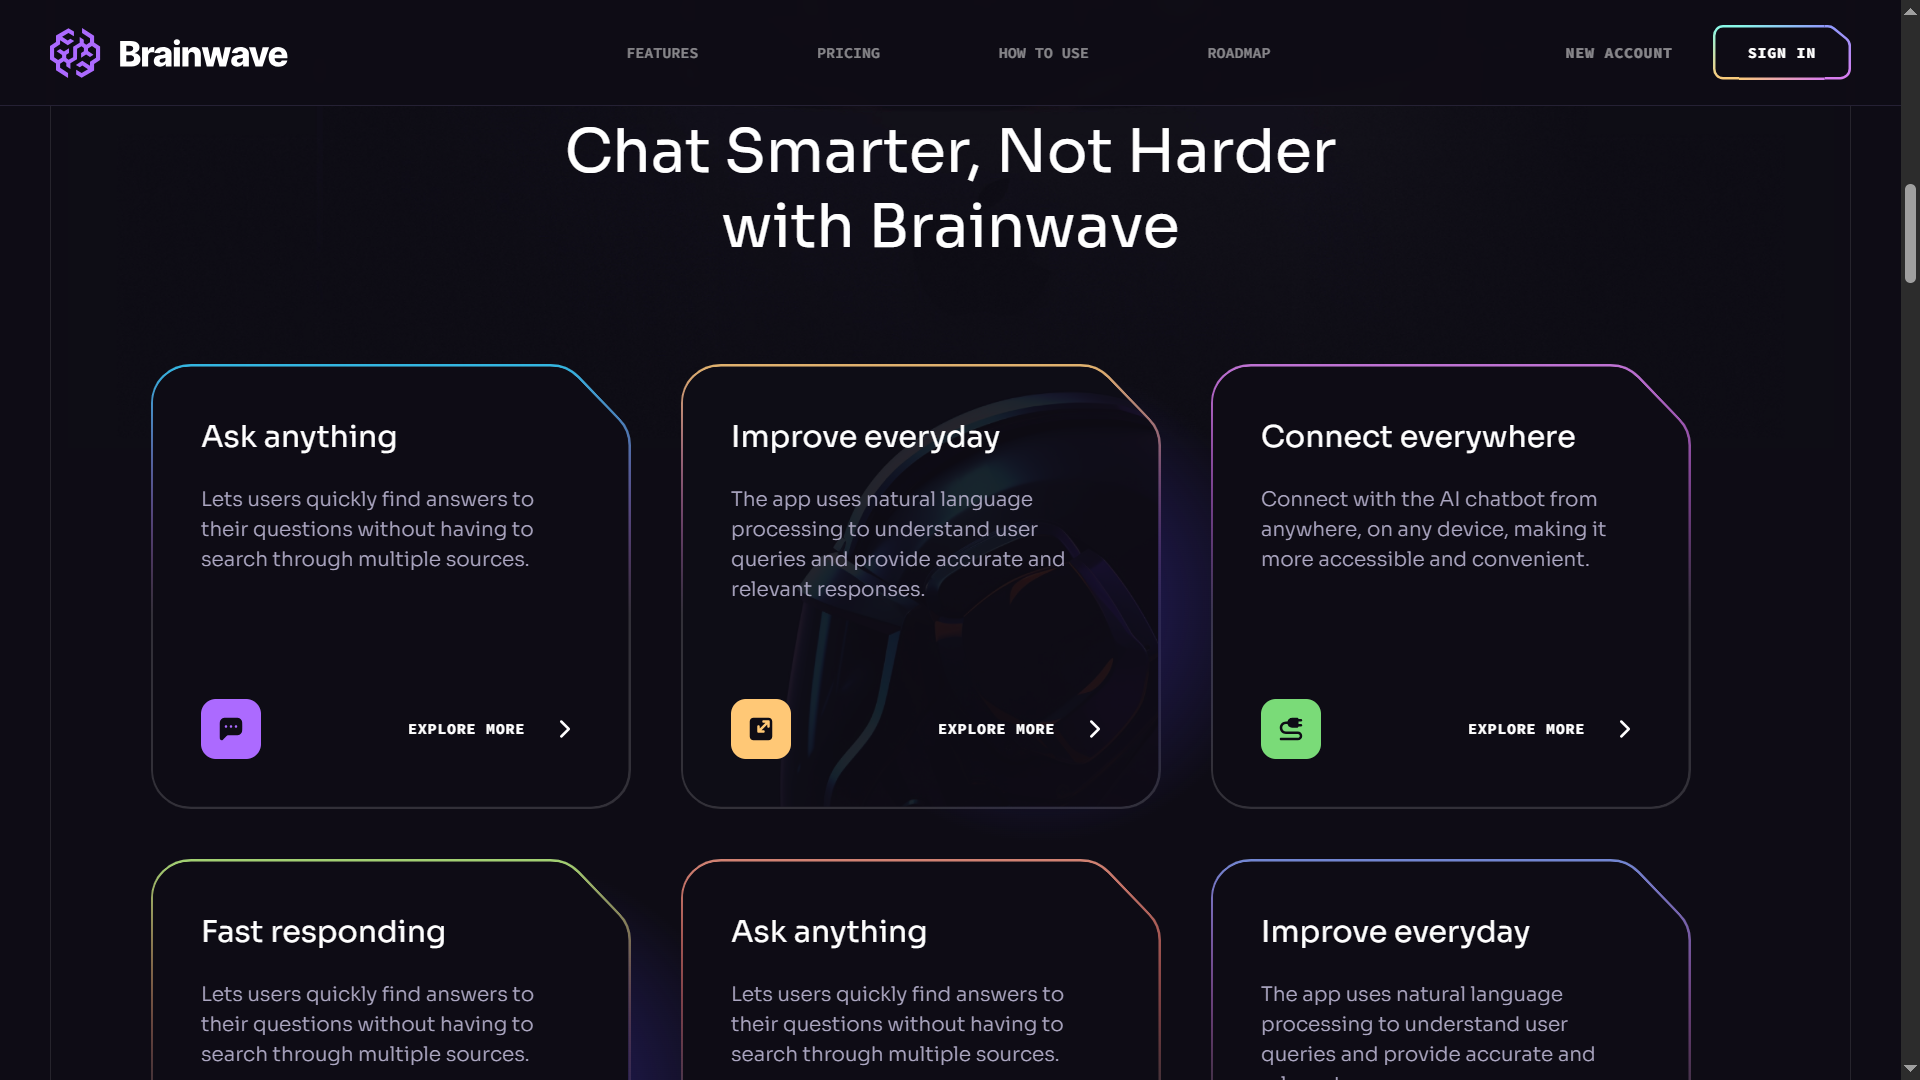 Brainwave
FEATURES
PRICING
HOW TO USE
ROADMAP
NEW ACCOUNT
SIGN IN
Chat Smarter, Not Harder
with Brainwave
Ask anything
Lets users quickly find answers to
their questions without having to
search through multiple sources.
EXPLORE MORE
Improve everyday
The app uses natural language
processing to understand user
queries and provide accurate and
relevant responses.
EXPLORE MORE
Connect everywhere
Connect with the AI chatbot from
anywhere, on any device, making it
more accessible and convenient.
EXPLORE MORE
Fast responding
Lets users quickly find answers to
their questions without having to
search through multiple sources.
Ask anything
Lets users quickly find answers to
their questions without having to
search through multiple sources.
Improve everyday
The app uses natural language
processing to understand user
queries and provide accurate and